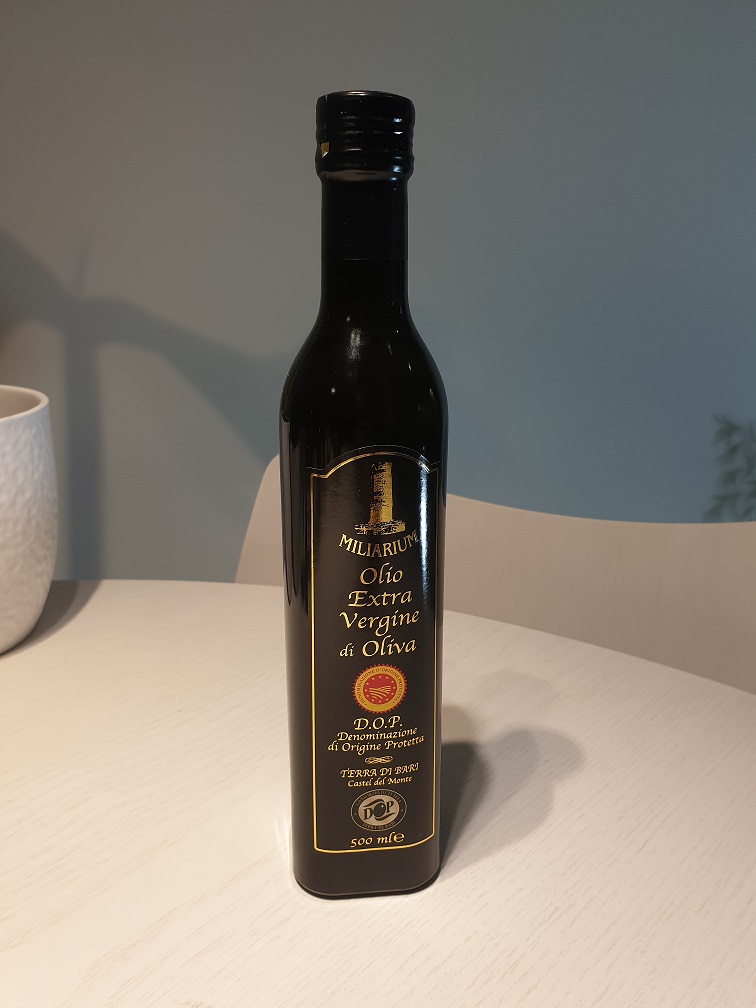 MILIARIUM
Olio
Extra
Vergine
di Oliva
D.O.P.
Denominazione
di Origine Protetta
TERRA DI BARI
Castel del Monte
DOP
500 ml e